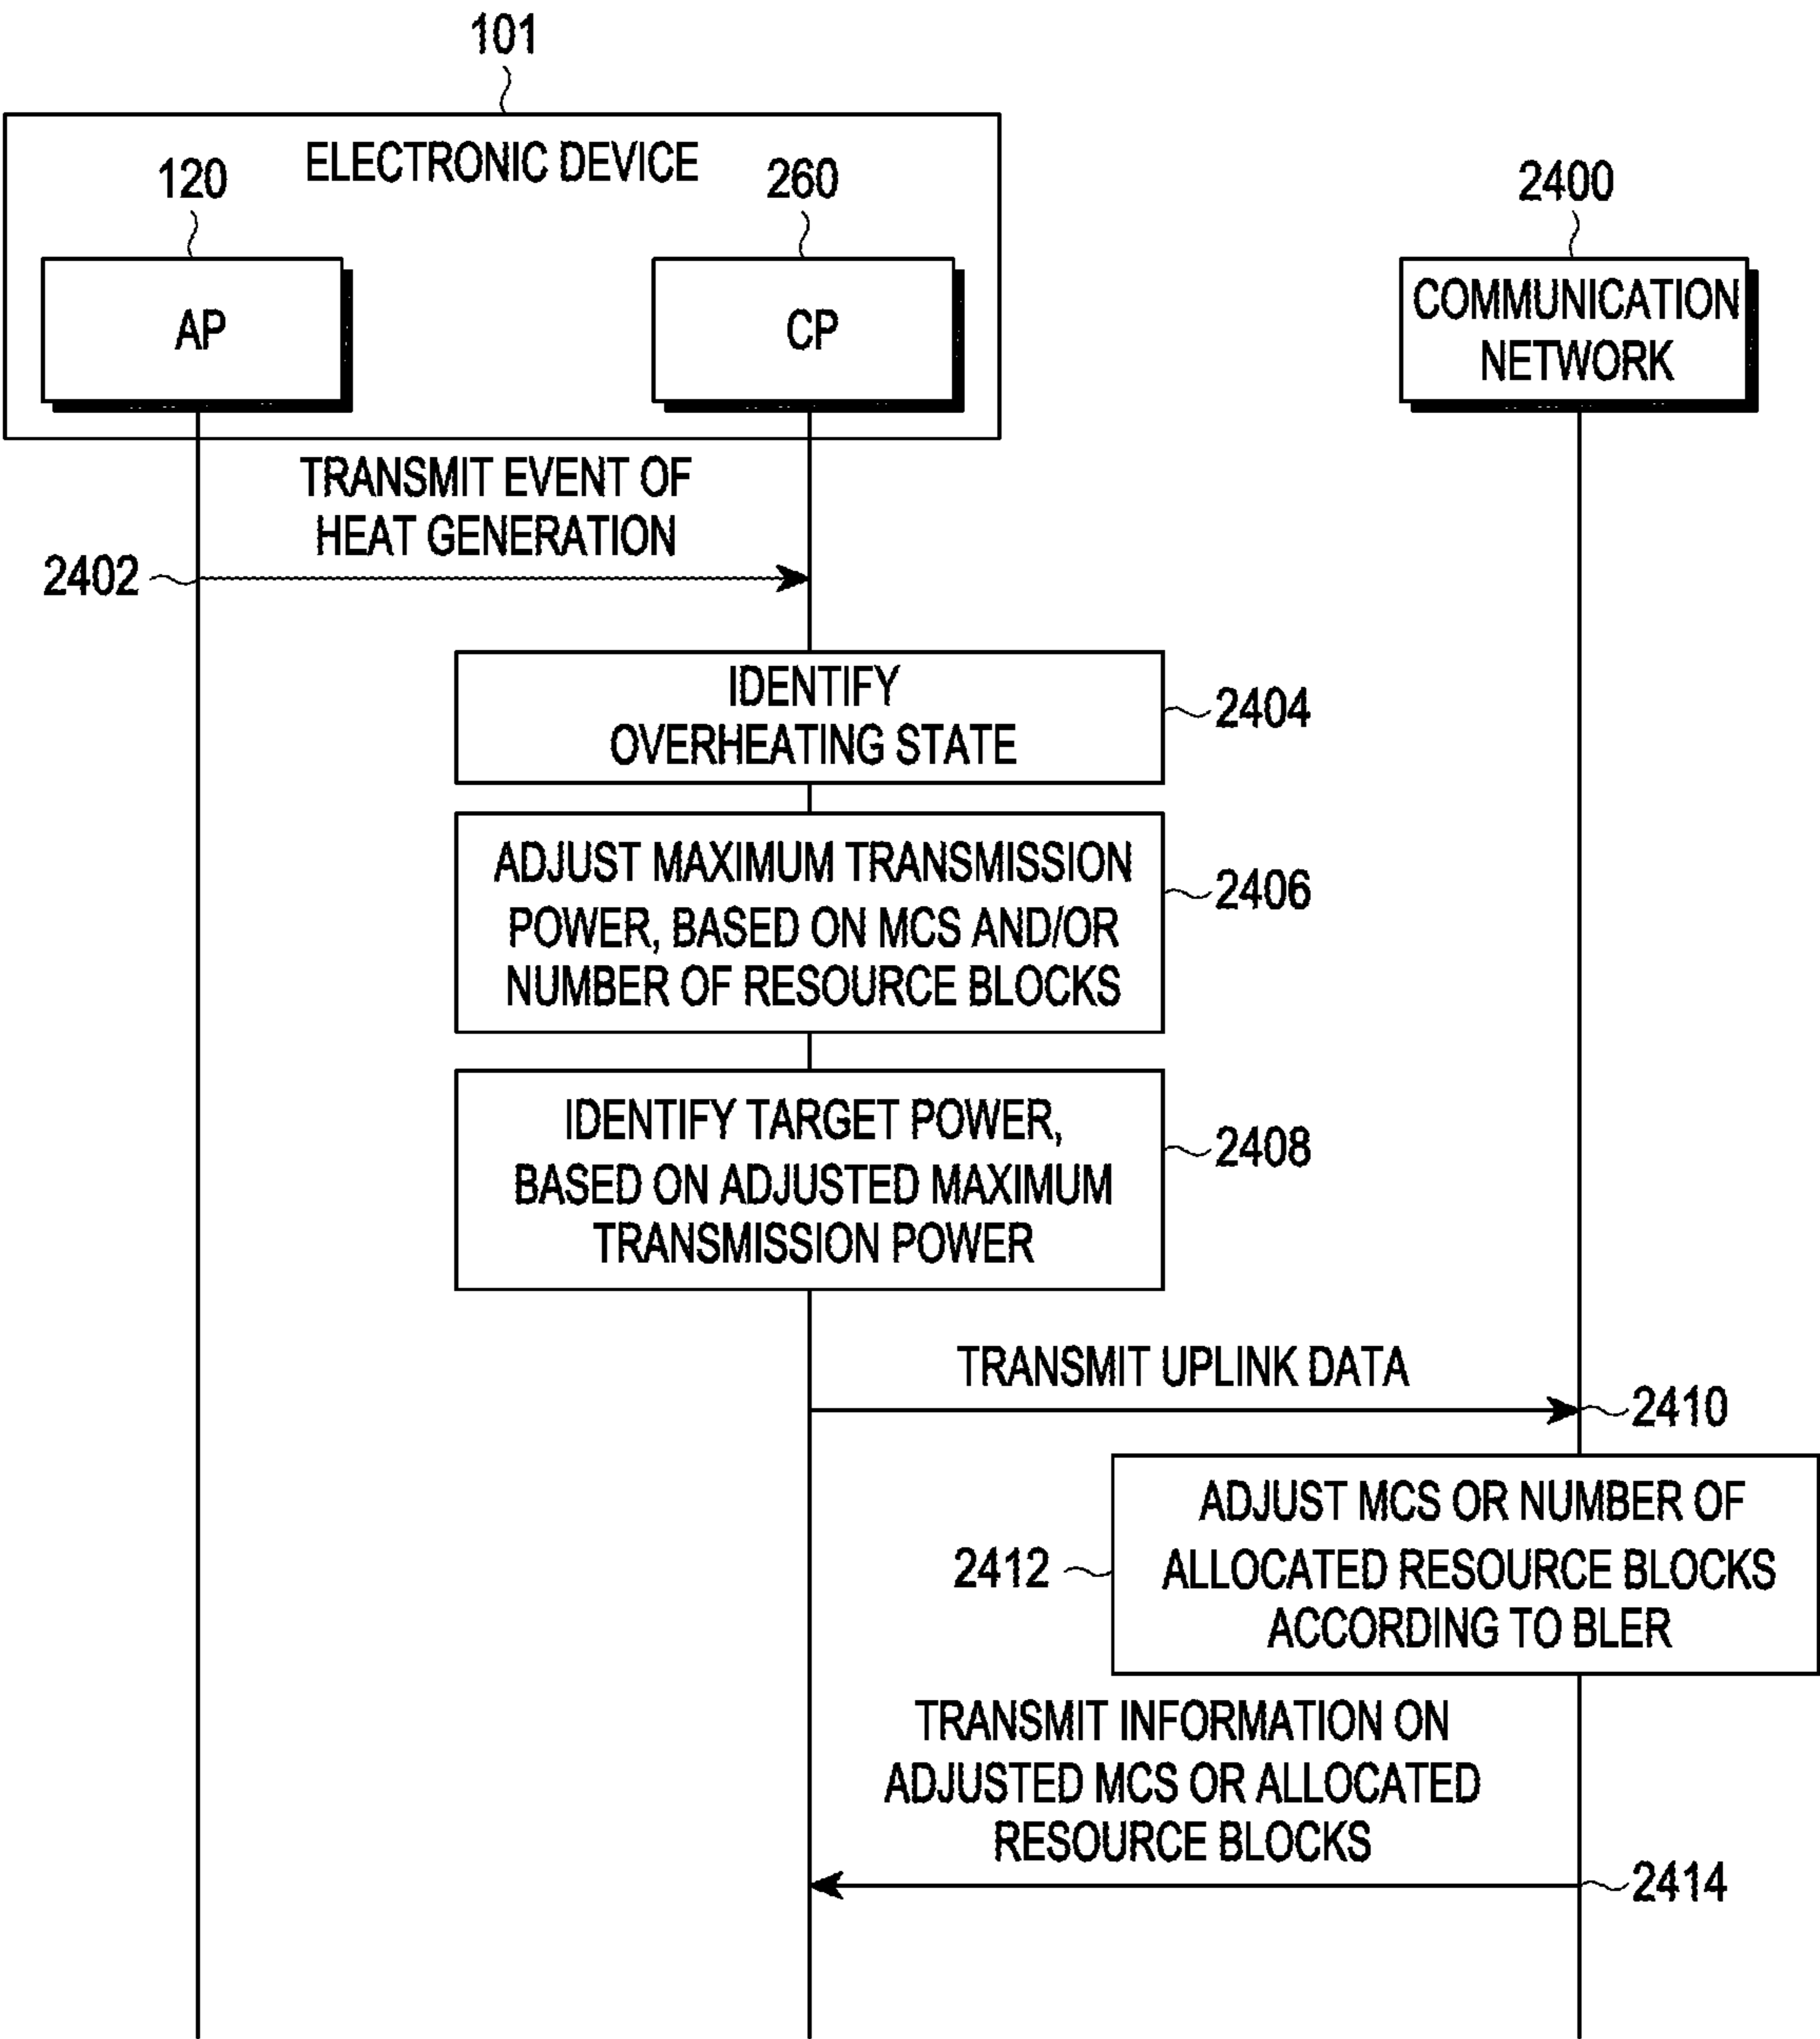 101
ELECTRONIC DEVICE
120
260
2400
AP
CP
COMMUNICATION
NETWORK
TRANSMIT EVENT OF
HEAT GENERATION
2402
IDENTIFY
OVERHEATING STATE
2404
ADJUST MAXIMUM TRANSMISSION
POWER, BASED ON MCS AND/OR
NUMBER OF RESOURCE BLOCKS
2406
IDENTIFY TARGET POWER,
BASED ON ADJUSTED MAXIMUM
TRANSMISSION POWER
2408
TRANSMIT UPLINK DATA
2410
ADJUST MCS OR NUMBER OF
ALLOCATED RESOURCE BLOCKS
ACCORDING TO BLER
2412
TRANSMIT INFORMATION ON
ADJUSTED MCS OR ALLOCATED
RESOURCE BLOCKS
2414